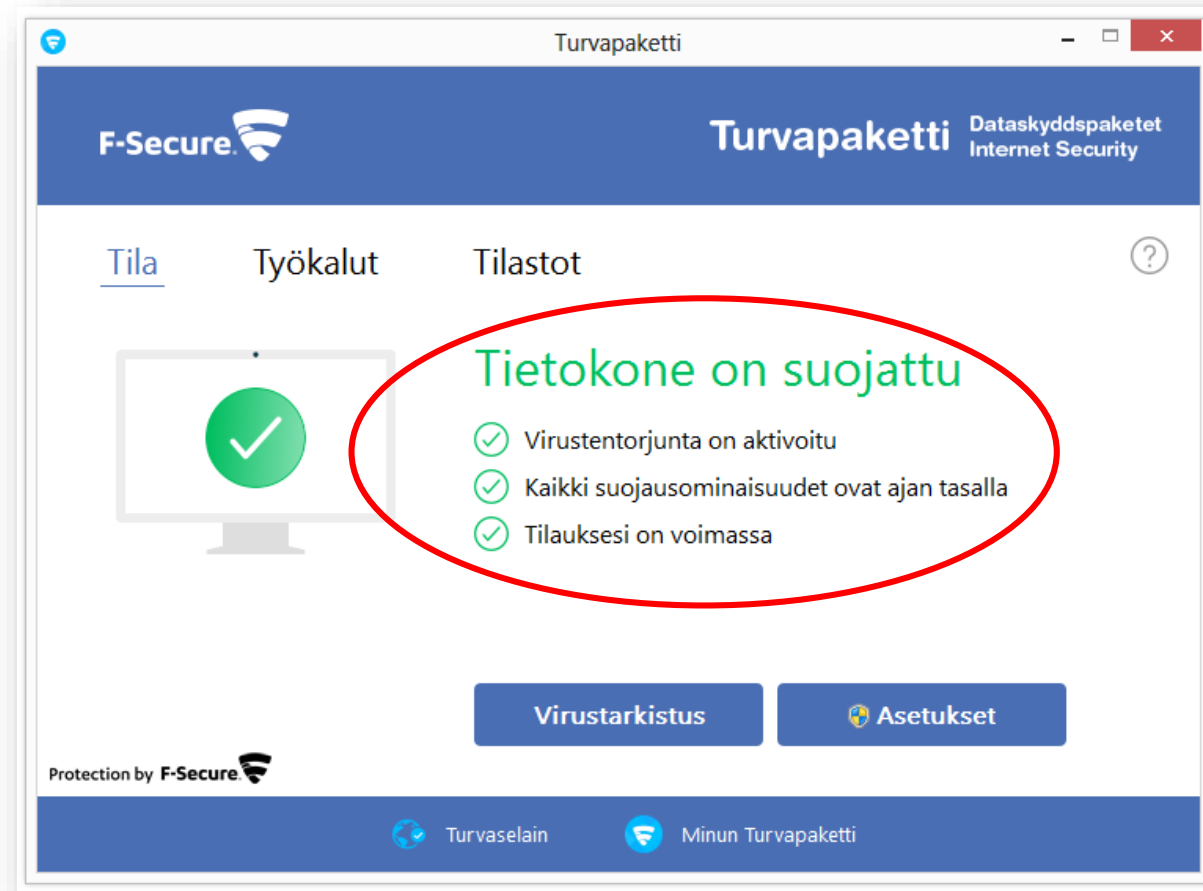 Turvapaketti
F-Secure.
Turvapaketti
Dataskyddspaketet
Internet Security
Tila
Työkalut
Tilastot
?
Tietokone on suojattu
Virustentorjunta on aktivoitu
Kaikki suojausominaisuudet ovat ajan tasalla
Tilauksesi on voimassa
Virustarkistus
Asetukset
Protection by F-Secure.
Turvaselain
Minun Turvapaketti